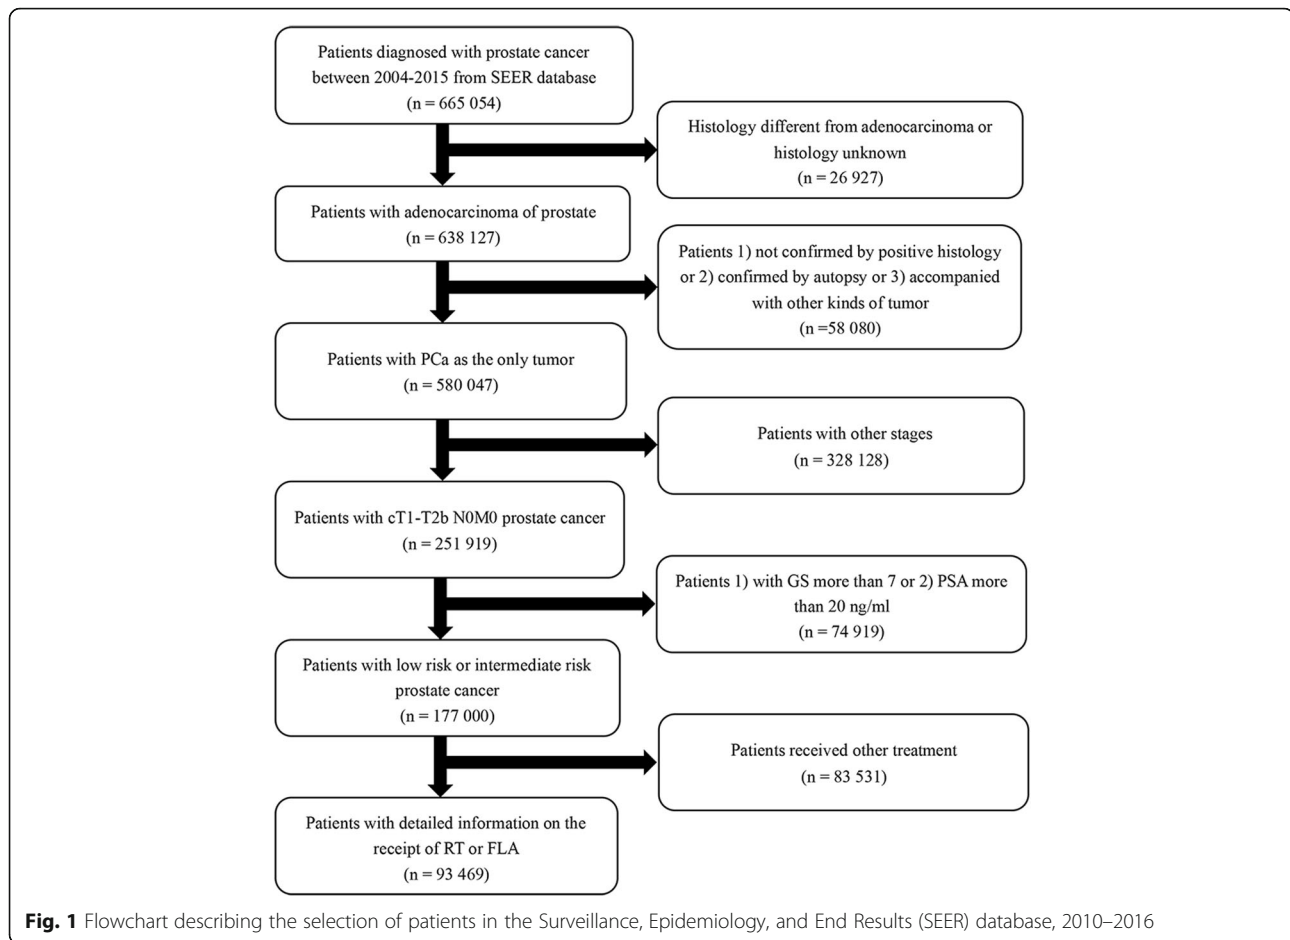 Patients diagnosed with prostate cancer
between 2004-2015 from SEER database
(n = 665 054)
Histology different from adenocarcinoma or
histology unknown
(n = 26 927)
Patients with adenocarcinoma of prostate
(n = 638 127)
Patients 1) not confirmed by positive histology
or 2) confirmed by autopsy or 3) accompanied
with other kinds of tumor
(n =58 080)
Patients with PCa as the only tumor
(n = 580 047)
Patients with other stages
(n = 328 128)
Patients with cT1-T2b N0M0 prostate cancer
(n = 251 919)
Patients 1) with GS more than 7 or 2) PSA more
than 20 ng/ml
(n = 74 919)
Patients with low risk or intermediate risk
prostate cancer
(n = 177 000)
Patients received other treatment
(n = 83 531)
Patients with detailed information on the
receipt of RT or FLA
(n = 93 469)
Fig. 1 Flowchart describing the selection of patients in the Surveillance, Epidemiology, and End Results (SEER) database, 2010–2016